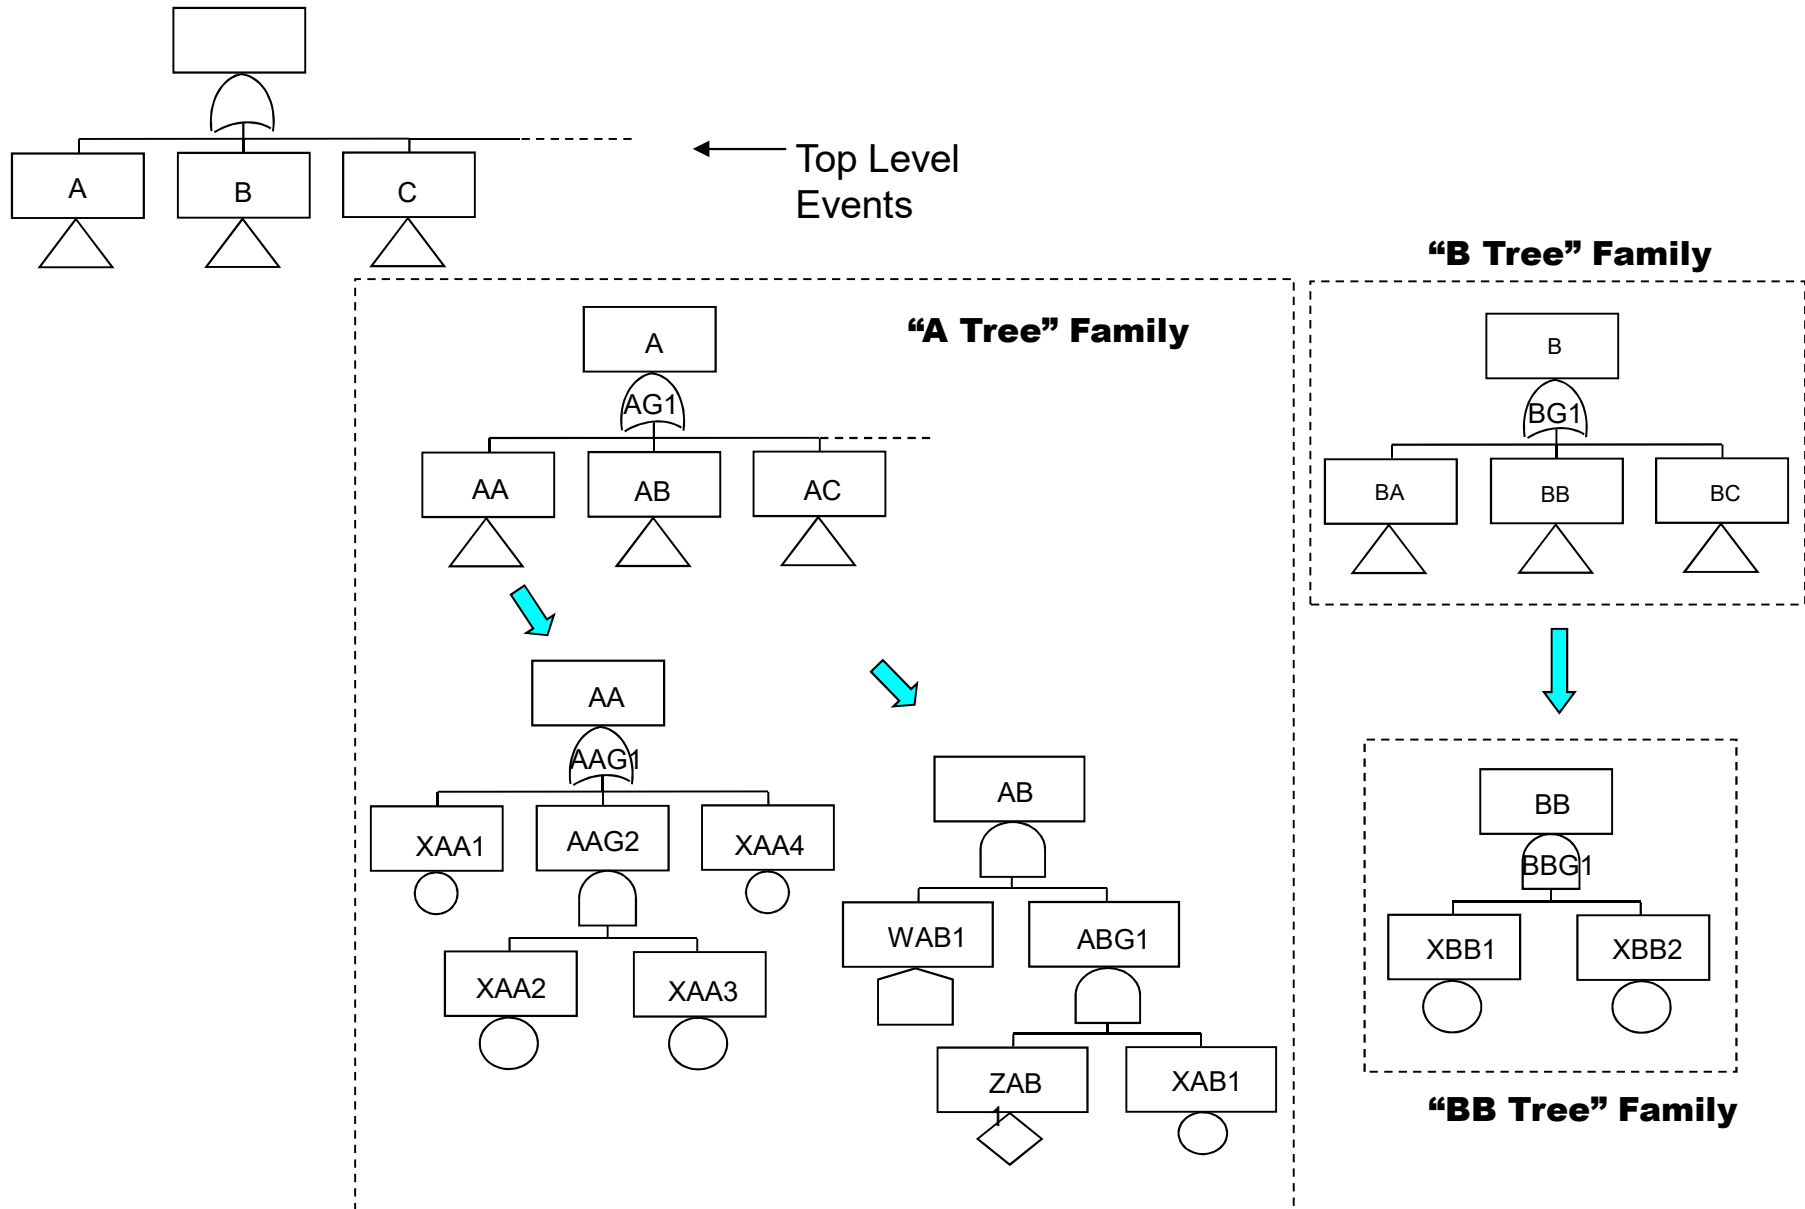 A
B
C
Top Level
Events
“A Tree” Family
A
AG1
AA
AB
AC
AA
AAG1
XAA1
AAG2
XAA4
XAA2
XAA3
AB
WAB1
ABG1
ZAB
1
XAB1
“B Tree” Family
B
BG1
BA
BB
BC
BB
BBG1
XBB1
XBB2
“BB Tree” Family